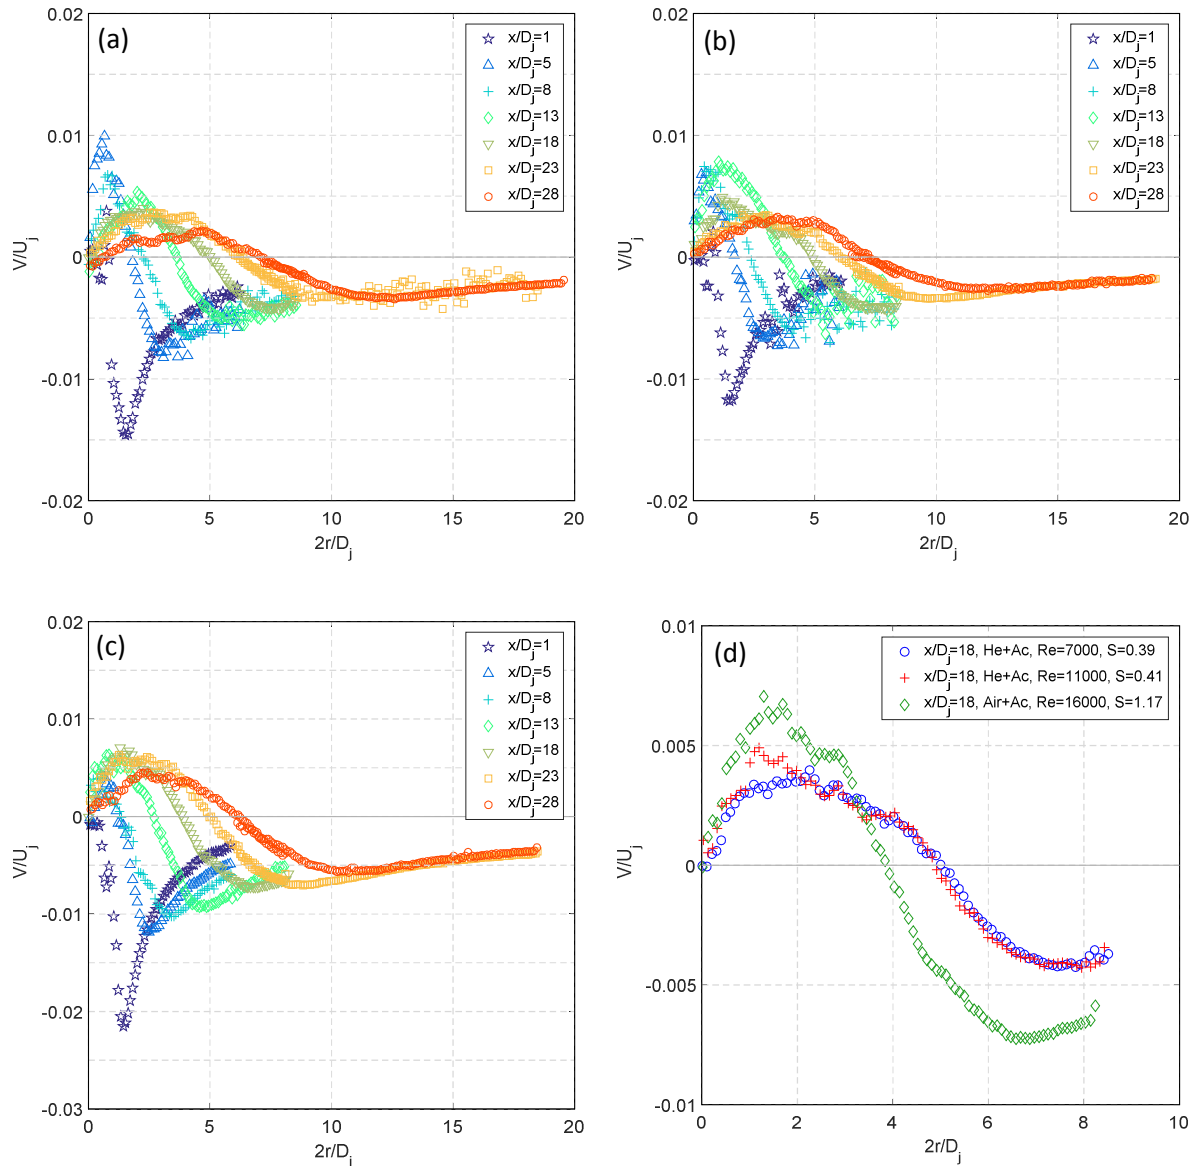 (a)
0.02
0.01
0
-0.01
-0.02
V/Uj
0 5 10 15 20
2r/Dj
x/Dj=1
x/Dj=5
x/Dj=8
x/Dj=13
x/Dj=18
x/Dj=23
x/Dj=28
(b)
0.02
0.01
0
-0.01
-0.02
V/Uj
0 5 10 15 20
2r/Dj
x/Dj=1
x/Dj=5
x/Dj=8
x/Dj=13
x/Dj=18
x/Dj=23
x/Dj=28
(c)
0.02
0.01
0
-0.01
-0.02
-0.03
V/Uj
0 5 10 15 20
2r/Dj
x/Dj=1
x/Dj=5
x/Dj=8
x/Dj=13
x/Dj=18
x/Dj=23
x/Dj=28
(d)
0.01
0.005
0
-0.005
-0.01
V/Uj
0 2 4 6 8 10
2r/Dj
x/Dj=18, He+Ac, Re=7000, S=0.39
x/Dj=18, He+Ac, Re=11000, S=0.41
x/Dj=18, Air+Ac, Re=16000, S=1.17